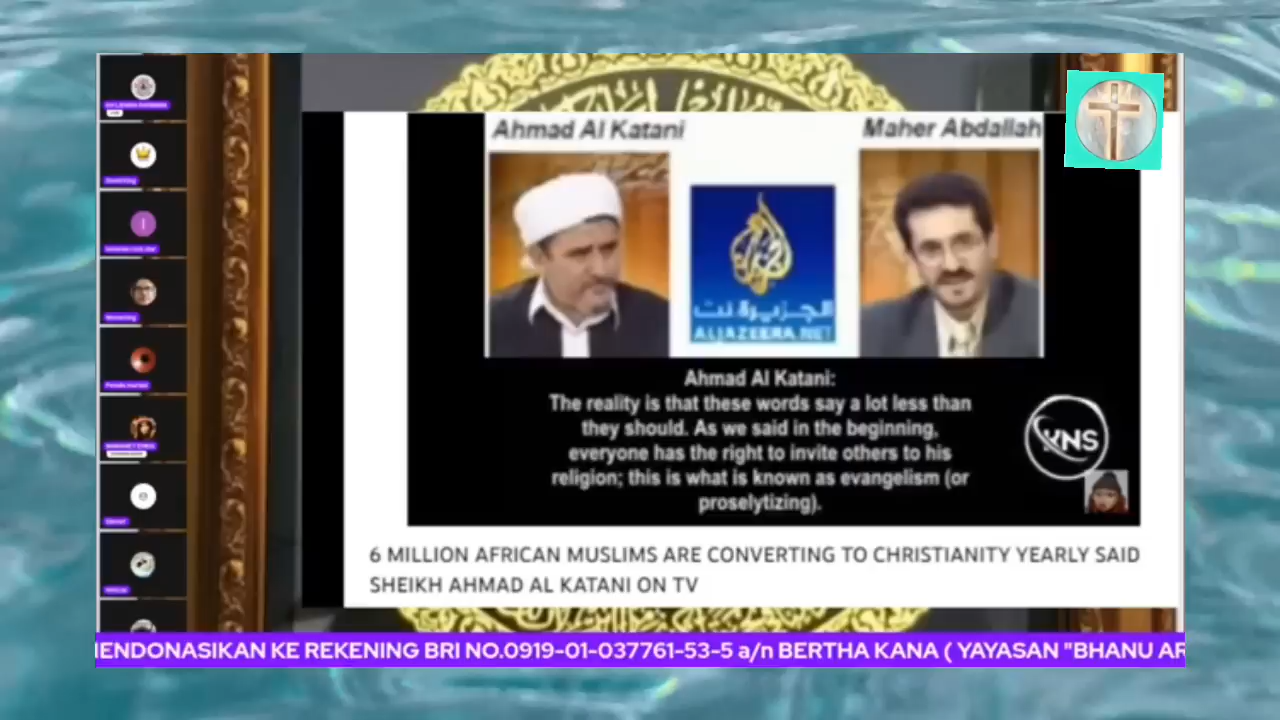 Ahmad Al Katani
Maher Abdallah
الجزيرة نت
ALJAZEERA.NET
Ahmad Al Katani:
The reality is that these words say a lot less than
they should. As we said in the beginning,
everyone has the right to invite others to his
religion; this is what is known as evangelism (or
proselytizing).
KNS
6 MILLION AFRICAN MUSLIMS ARE CONVERTING TO CHRISTIANITY YEARLY SAID
SHEIKH AHMAD AL KATANI ON TV
IENDONASIKAN KE REKENING BRI NO.0919-01-037761-53-5 a/n BERTHA KANA ( YAYASAN "BHANU AR